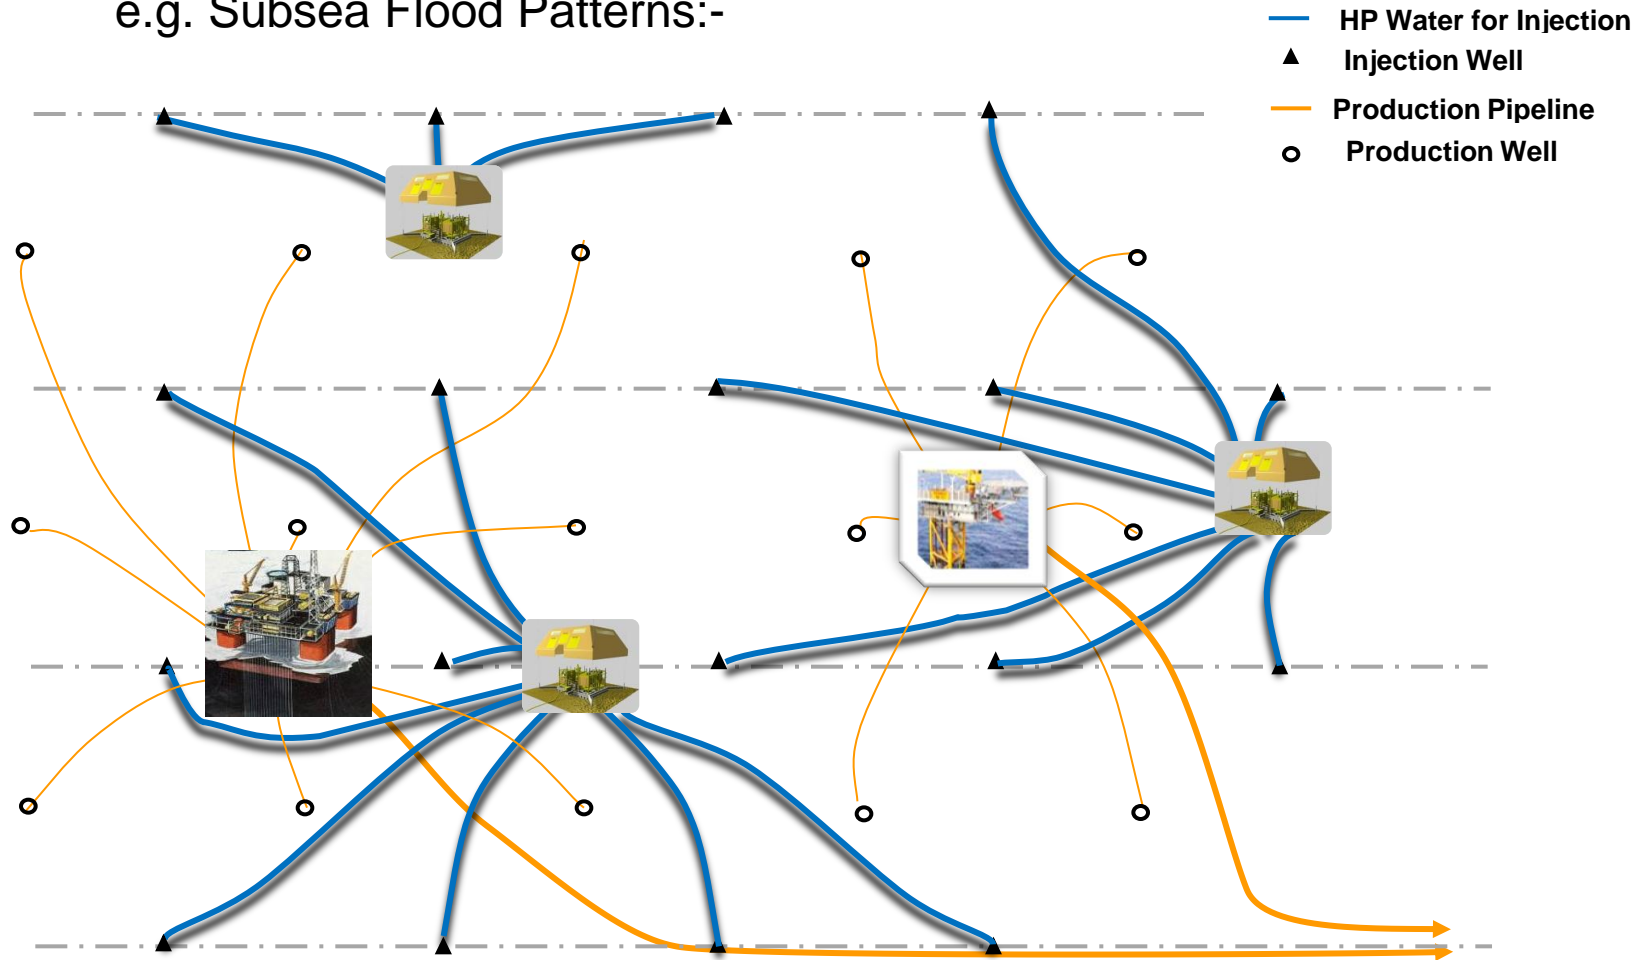 e.g. Subsea Flood Patterns:-
HP Water for Injection
Injection Well
Production Pipeline
Production Well